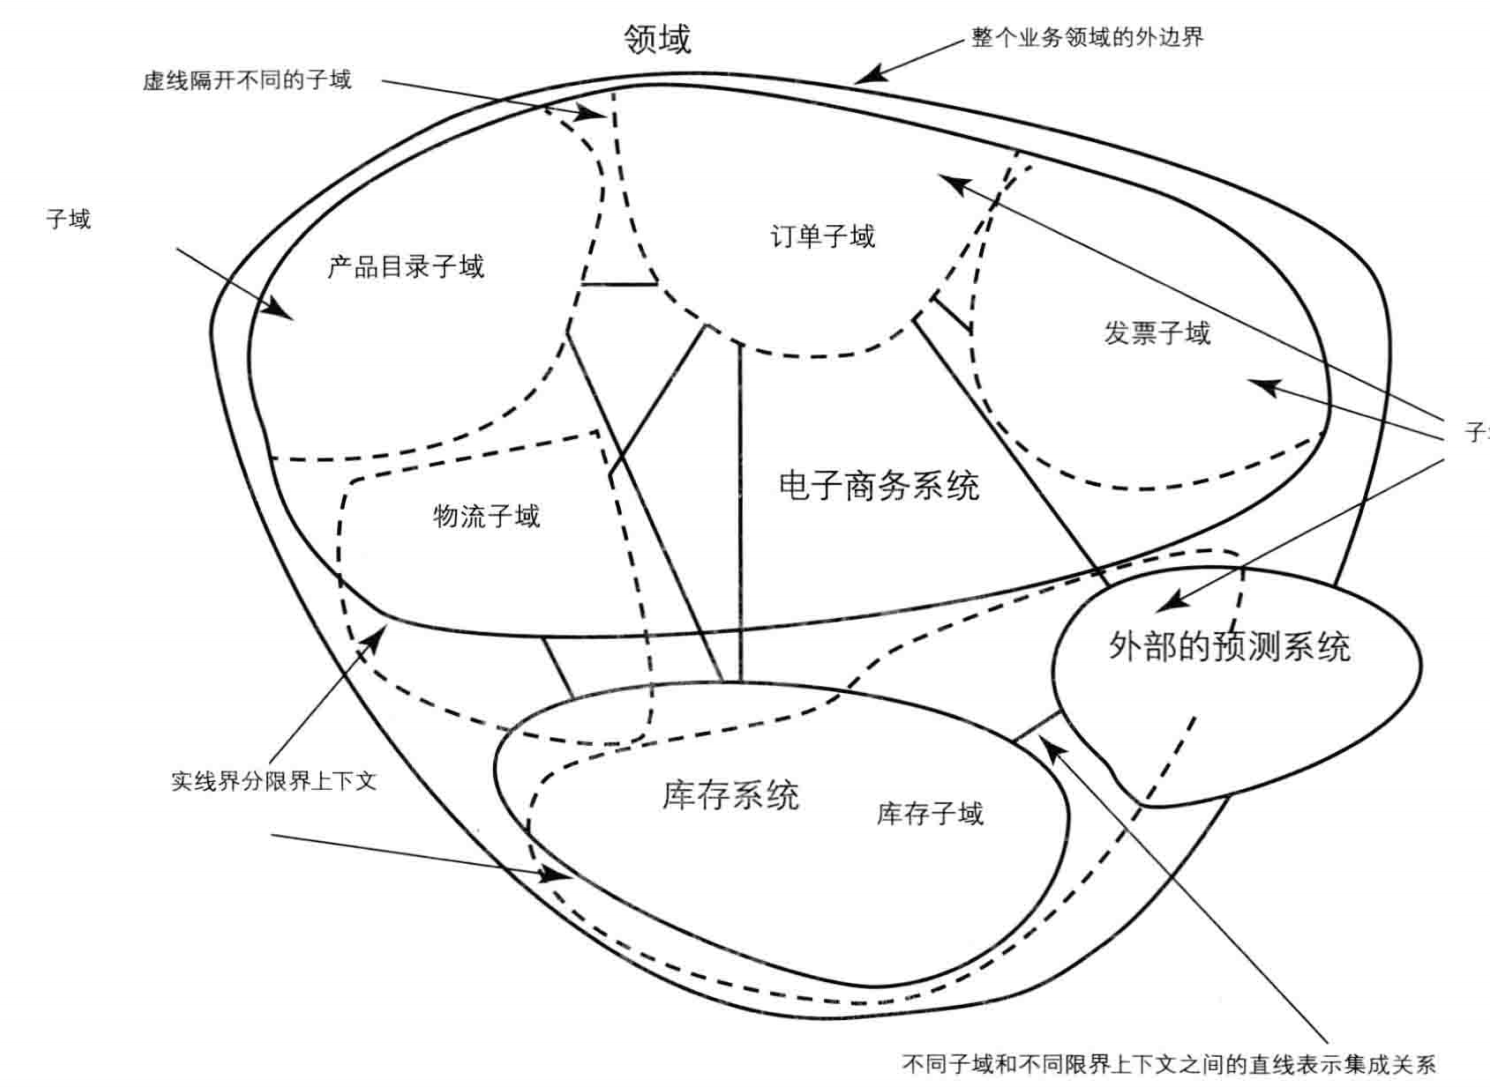 领域
整个业务领域的外边界
虚线隔开不同的子域
子域
订单子域
产品目录子域
发票子域
子
电子商务系统
物流子域
外部的预测系统
实线界分限界上下文
库存系统
库存子域
不同子域和不同限界上下文之间的直线表示集成关系